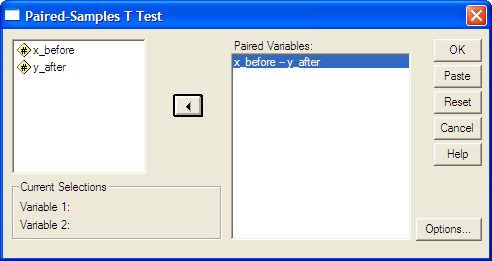 Paired-Samples T Test
x_before
y_after
Paired Variables:
x_before -- y_after
OK
Paste
Reset
Cancel
Help
Current Selections
Variable 1:
Variable 2:
Options...